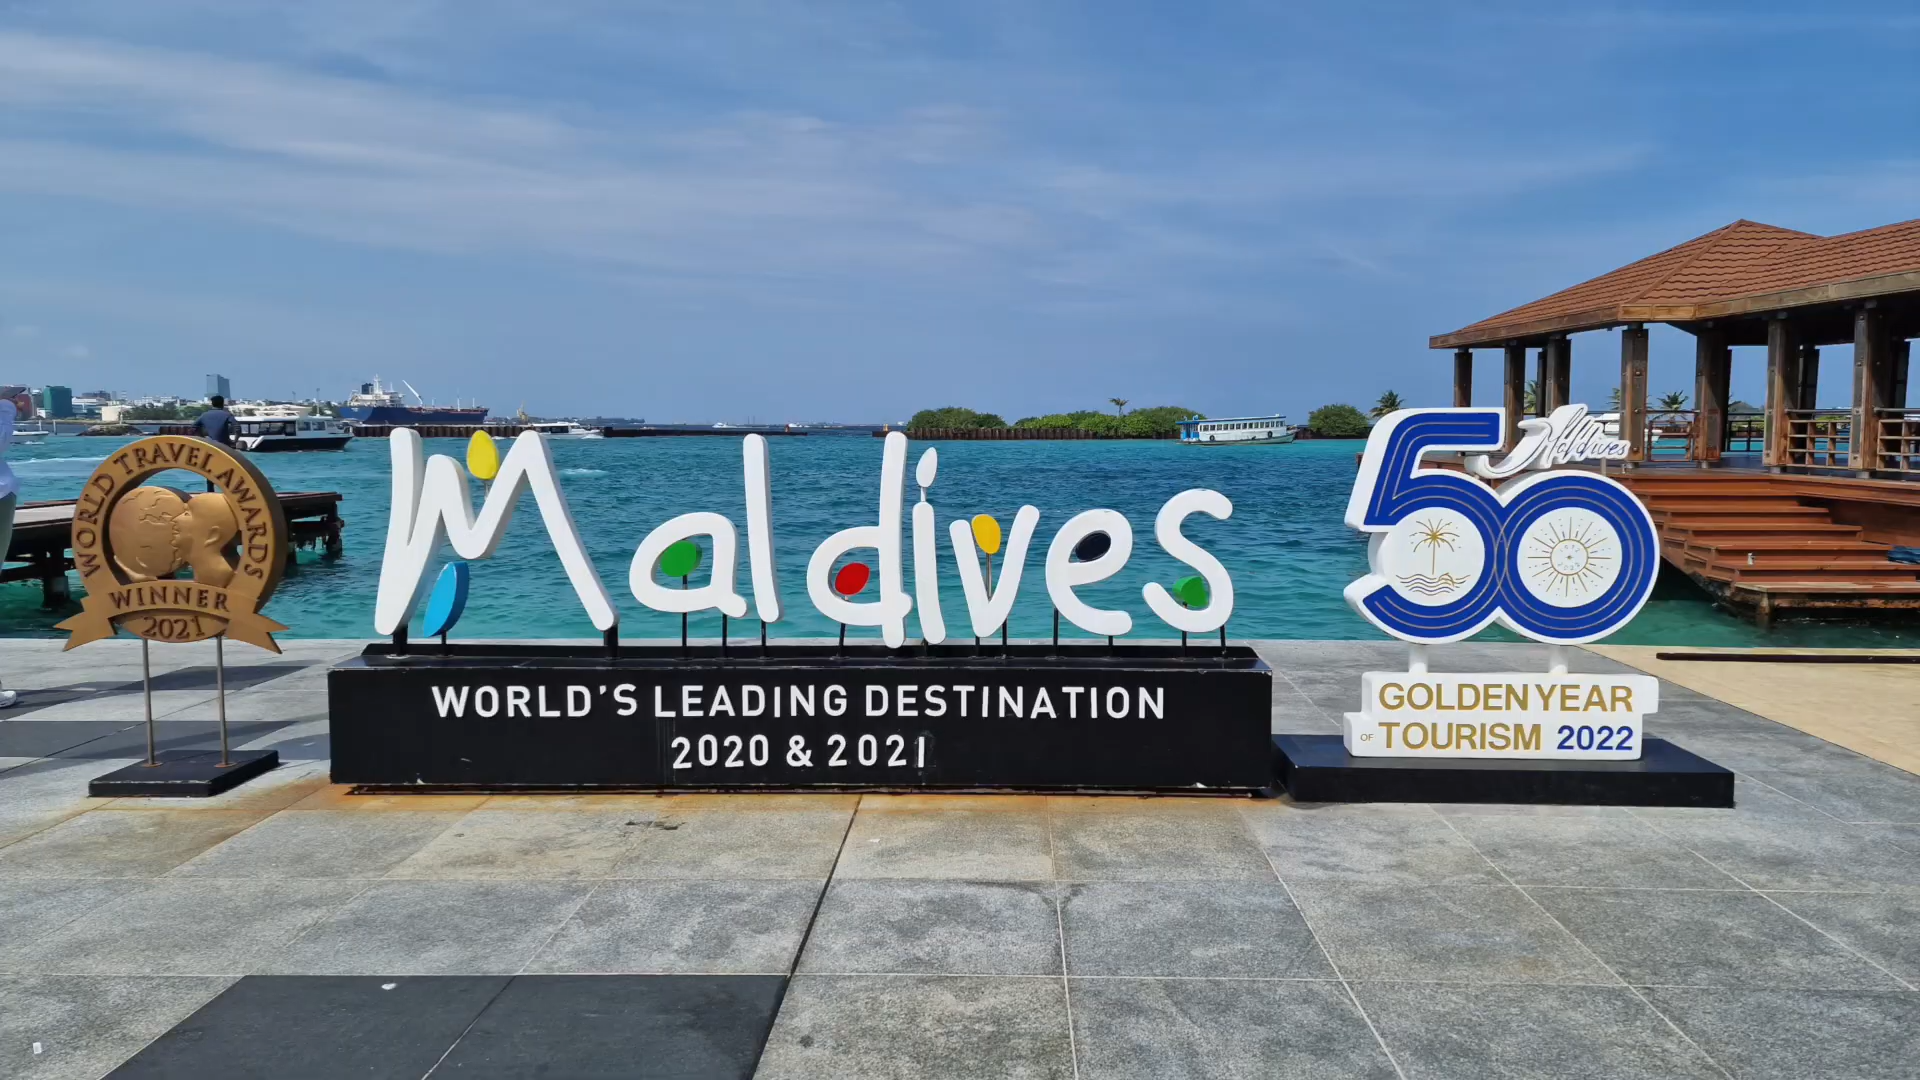 WORLD TRAVEL AWARDS
WINNER
2021
Maldives
WORLD'S LEADING DESTINATION
2020 & 2021
50
Maldives
GOLDEN YEAR
OF TOURISM 2022